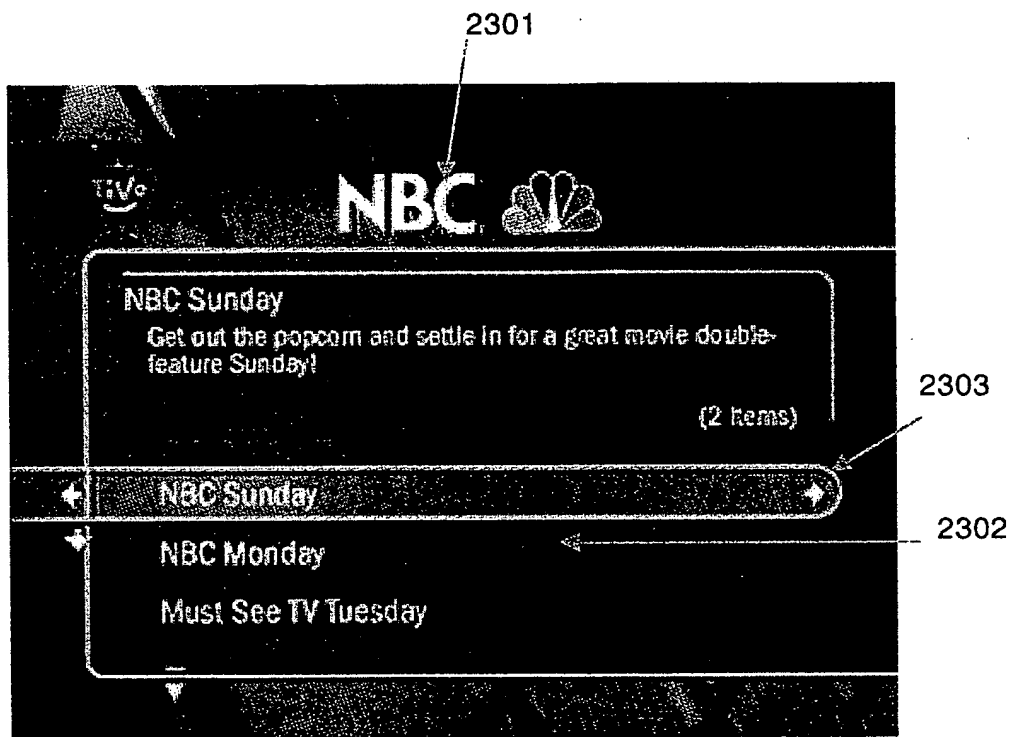 2301
TiVo
NBC
NBC Sunday
Get out the popcorn and settle in for a great movie double-
feature Sunday!
(2 items)
2303
NBC Sunday
2302
NBC Monday
Must See TV Tuesday